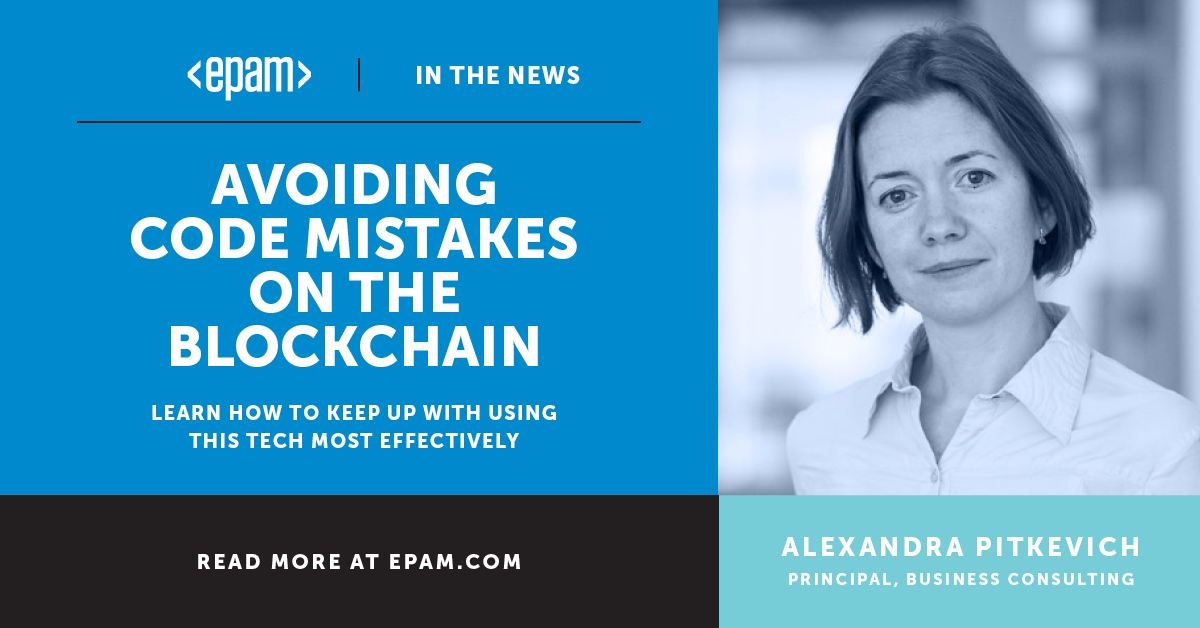 <epam> | IN THE NEWS
AVOIDING
CODE MISTAKES
ON THE
BLOCKCHAIN
LEARN HOW TO KEEP UP WITH USING
THIS TECH MOST EFFECTIVELY
READ MORE AT EPAM.COM
ALEXANDRA PITKEVICH
PRINCIPAL, BUSINESS CONSULTING